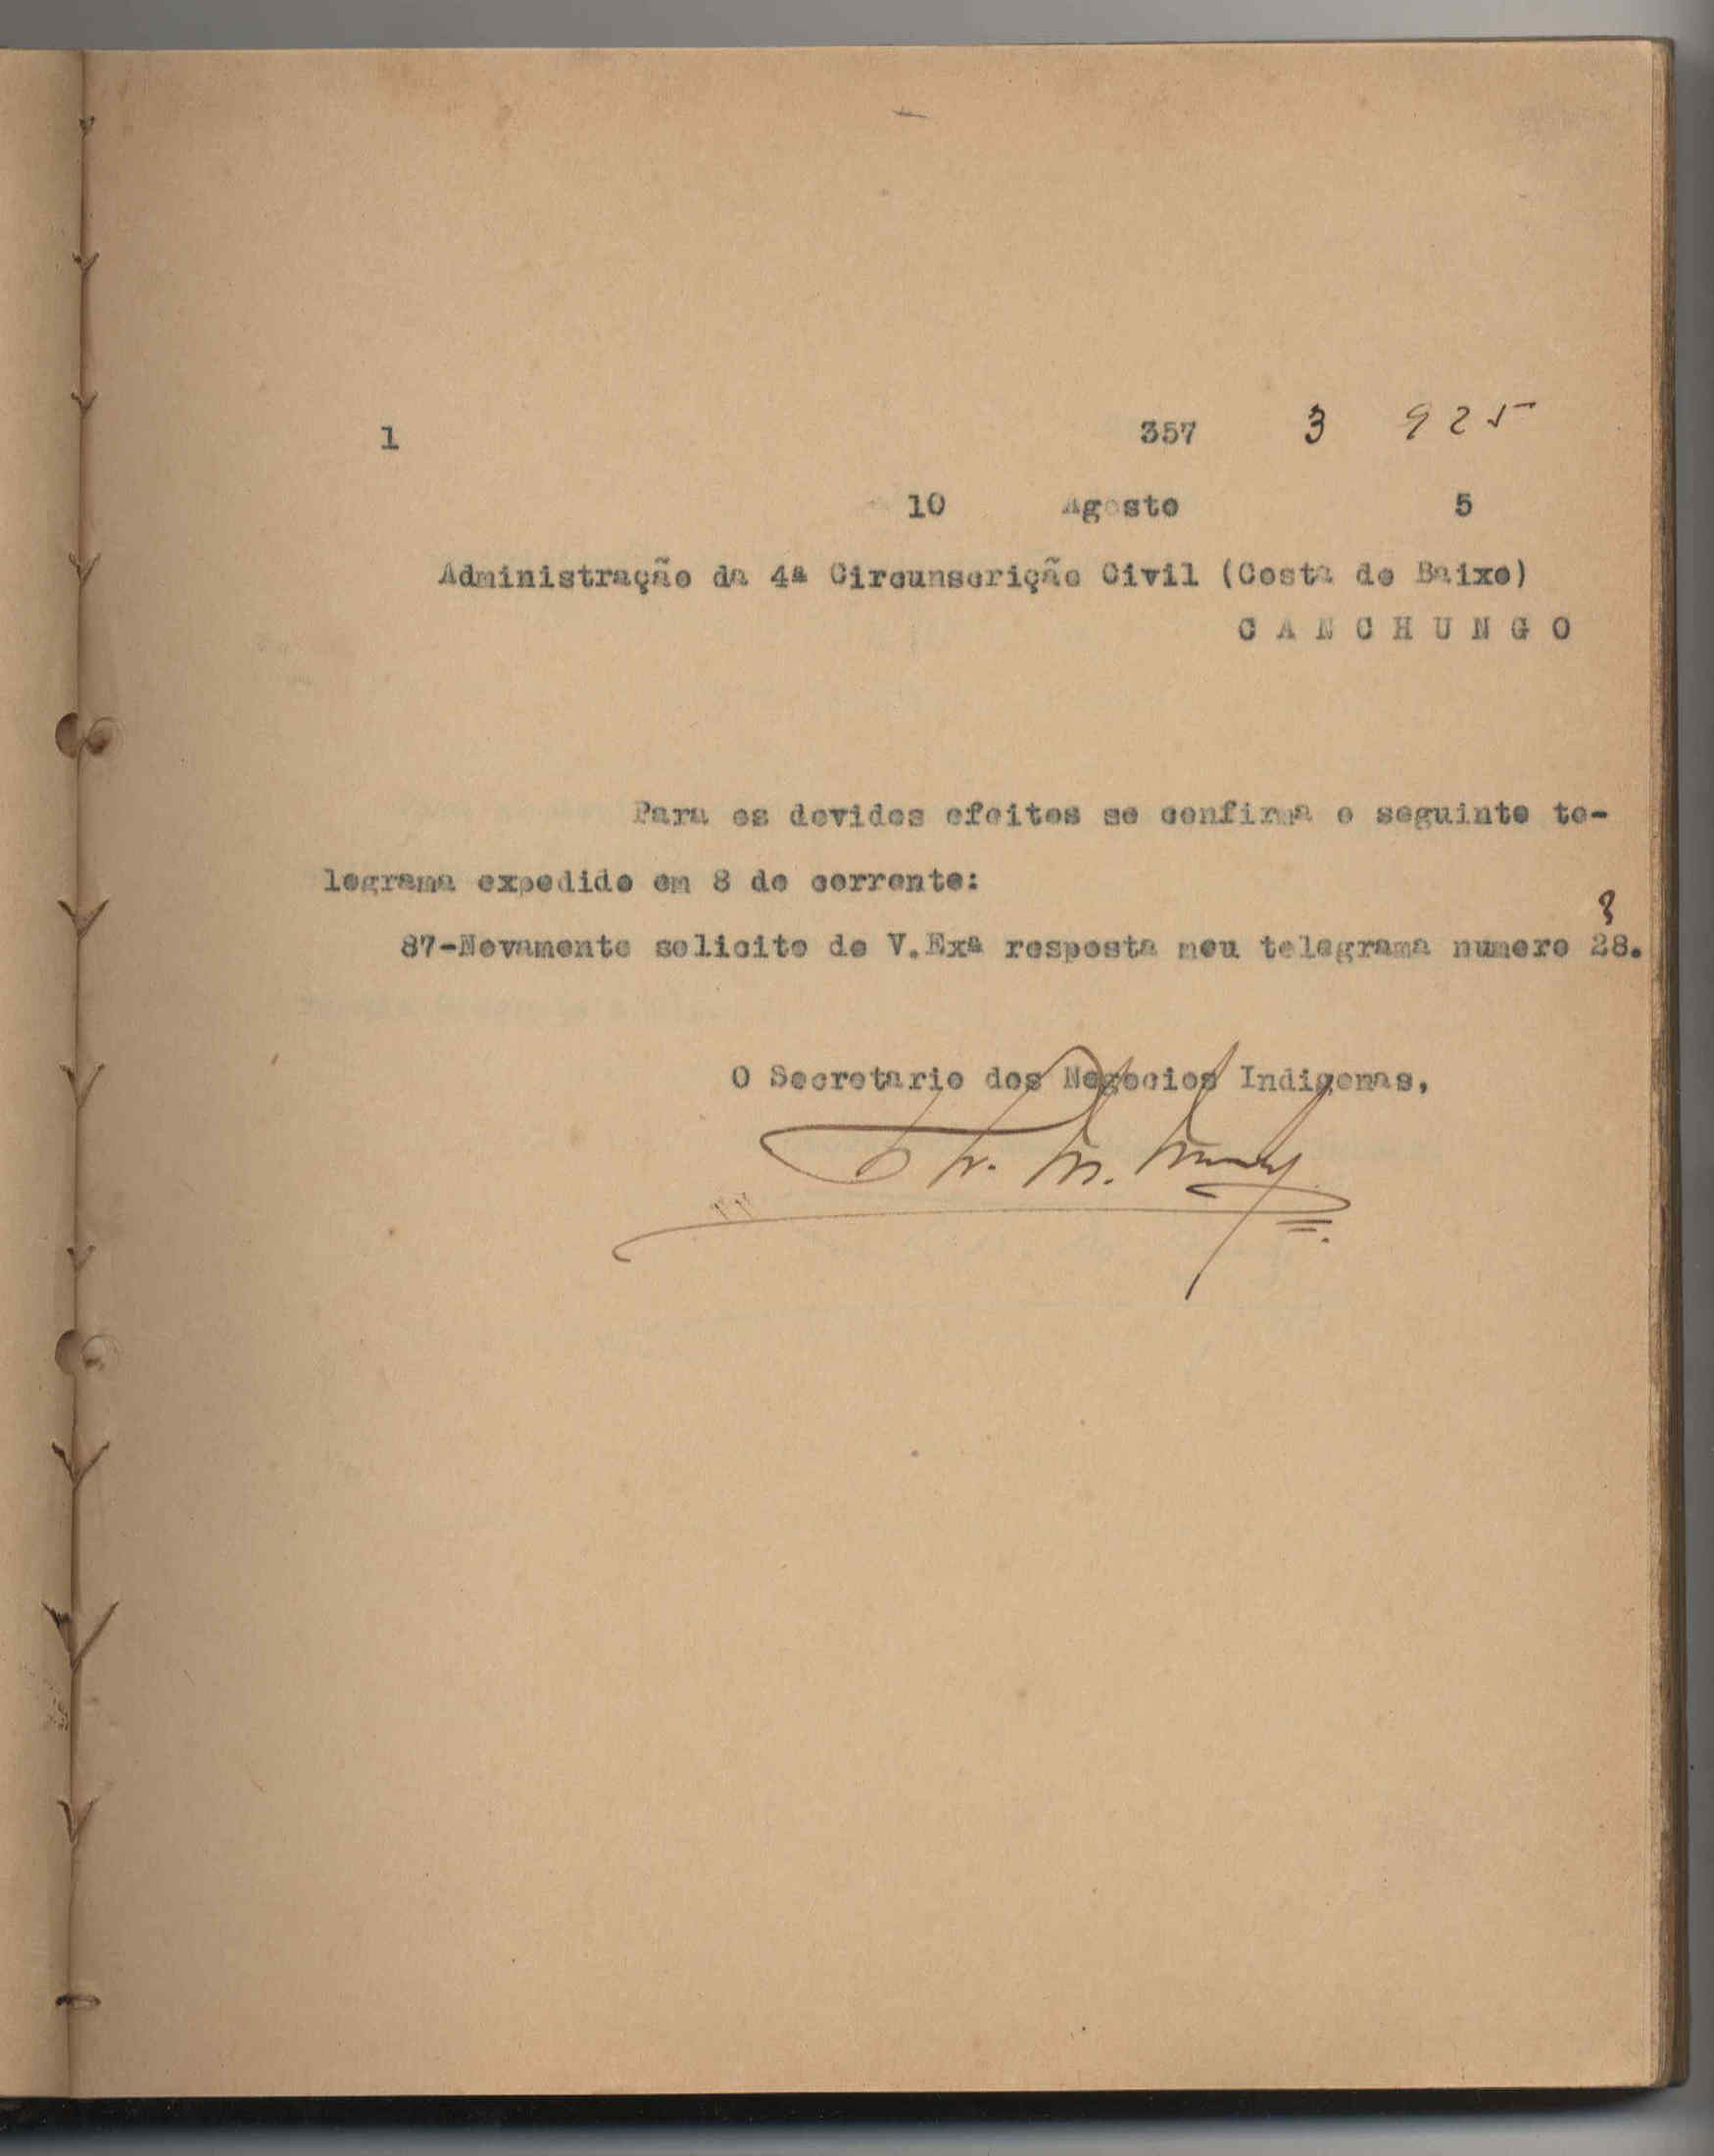 1 357 3 925
10 Agosto 5
Administração da 4ª Circunscrição Civil (Costa de Baixo)
CANCHUNGO
Para os devidos efeitos se confirma o seguinte te-
legrama expedido em 8 do corrente:
8
87-Novamente solicito de V.Exª resposta meu telegrama numero 28.
O Secretario dos Negocios Indigenas,